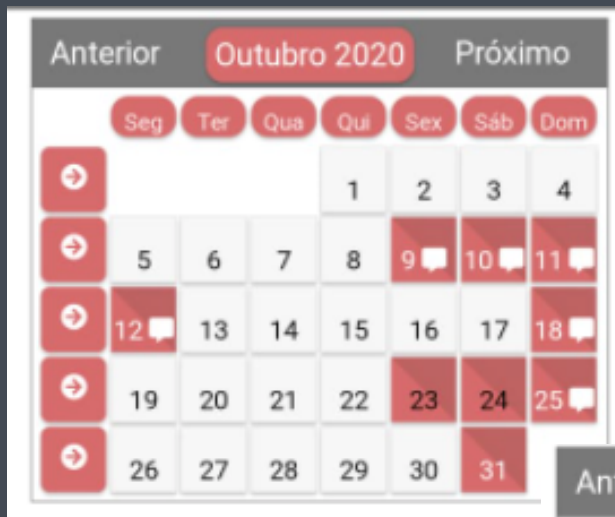 Anterior Outubro 2020 Próximo
Seg Ter Qua Qui Sex Sáb Dom
1 2 3 4
5 6 7 8 9 10 11
12 13 14 15 16 17 18
19 20 21 22 23 24 25
26 27 28 29 30 31
An